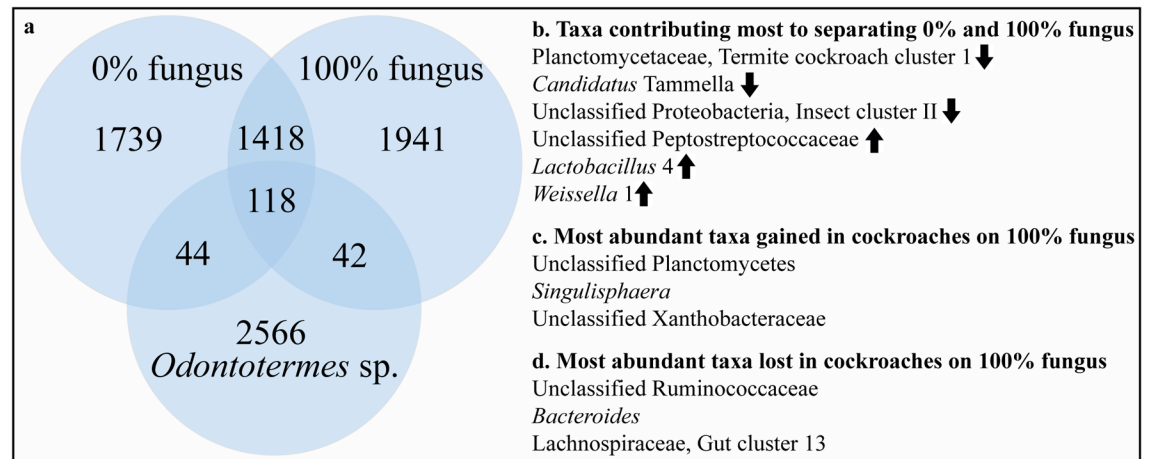 a
0% fungus
100% fungus
1739
1418
1941
118
44
42
2566
Odontotermes sp.
b. Taxa contributing most to separating 0% and 100% fungus
Planctomycetaceae, Termite cockroach cluster 1
Candidatus Tammella
Unclassified Proteobacteria, Insect cluster II
Unclassified Peptostreptococcaceae
Lactobacillus 4
Weissella 1
c. Most abundant taxa gained in cockroaches on 100% fungus
Unclassified Planctomycetes
Singulisphaera
Unclassified Xanthobacteraceae
d. Most abundant taxa lost in cockroaches on 100% fungus
Unclassified Ruminococcaceae
Bacteroides
Lachnospiraceae, Gut cluster 13